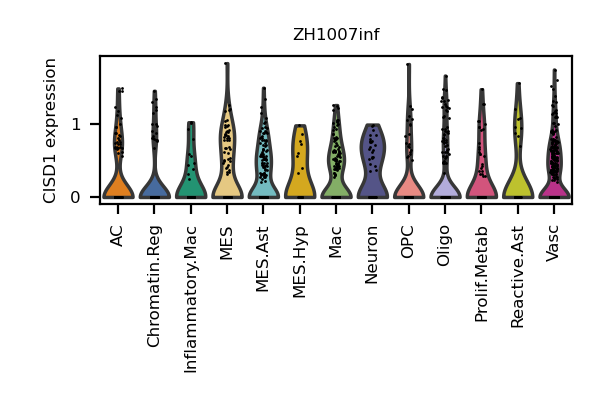 ZH1007inf
CISD1 expression
1
0
AC
Chromatin.Reg
Inflammatory.Mac
MES
MES.Ast
MES.Hyp
Mac
Neuron
OPC
Oligo
Prolif.Metab
Reactive.Ast
Vasc